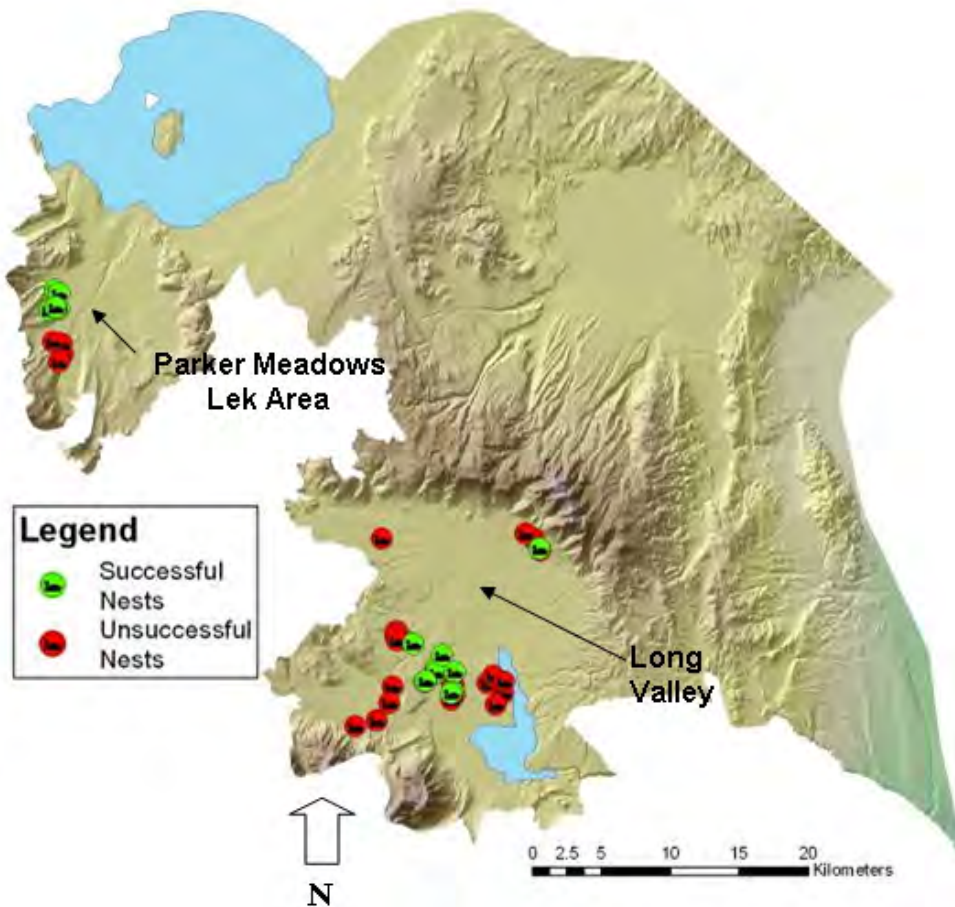 Parker Meadows
Lek Area
Legend
Successful
Nests
Unsuccessful
Nests
Long
Valley
N
0 2.5 5 10 15 20
Kilometers